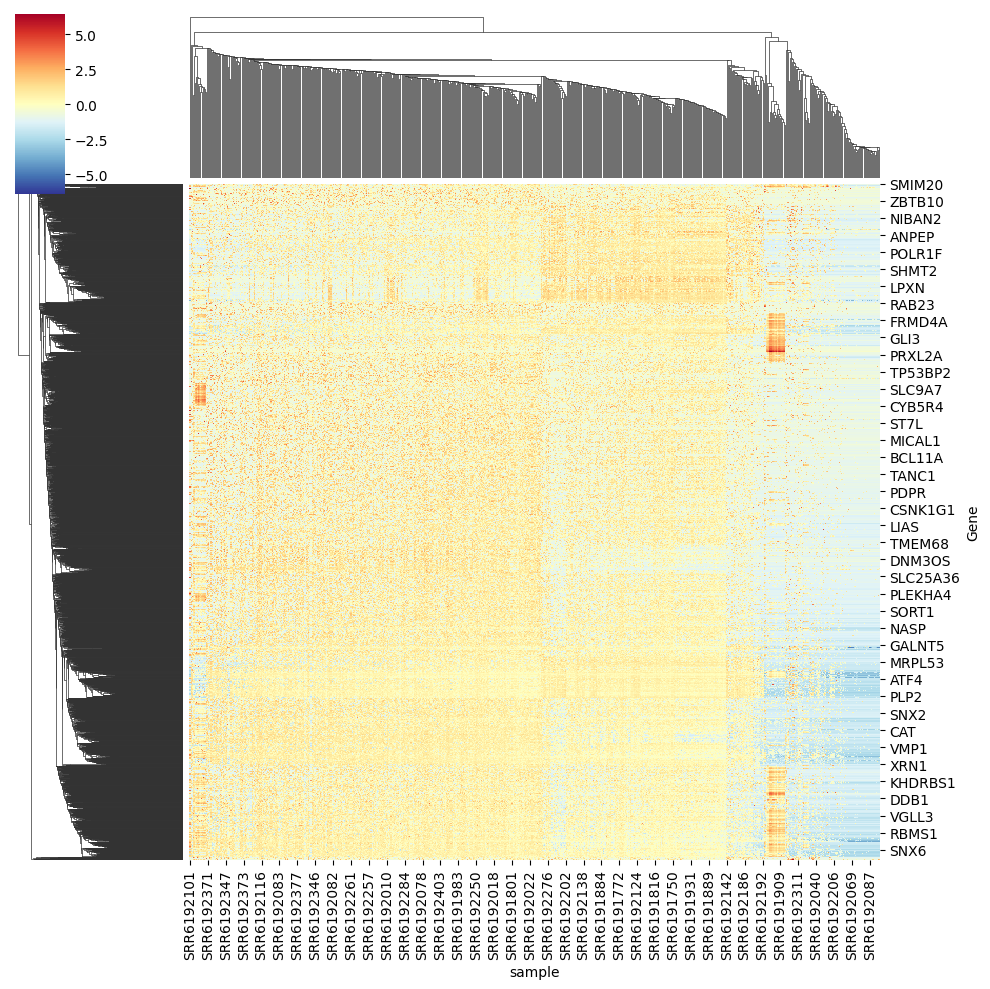 5.0
2.5
0.0
−2.5
−5.0
SMIM20
ZBTB10
NIBAN2
ANPEP
POLR1F
SHMT2
LPXN
RAB23
FRMD4A
GLI3
PRXL2A
TP53BP2
SLC9A7
CYB5R4
ST7L
MICAL1
BCL11A
TANC1
PDPR
CSNK1G1
LIAS
TMEM68
DNM3OS
SLC25A36
PLEKHA4
SORT1
NASP
GALNT5
MRPL53
ATF4
PLP2
SNX2
CAT
VMP1
XRN1
KHDRBS1
DDB1
VGLL3
RBMS1
SNX6
Gene
SRR6192101
SRR6192371
SRR6192347
SRR6192373
SRR6192116
SRR6192083
SRR6192377
SRR6192346
SRR6192082
SRR6192261
SRR6192257
SRR6192010
SRR6192284
SRR6192078
SRR6192403
SRR6191983
SRR6192250
SRR6192018
SRR6191801
SRR6192022
SRR6192276
SRR6192202
SRR6192138
SRR6191884
SRR6191772
SRR6192124
SRR6191816
SRR6191750
SRR6191931
SRR6191889
SRR6192142
SRR6192186
SRR6192192
SRR6191909
SRR6192311
SRR6192040
SRR6192206
SRR6192069
SRR6192087
sample